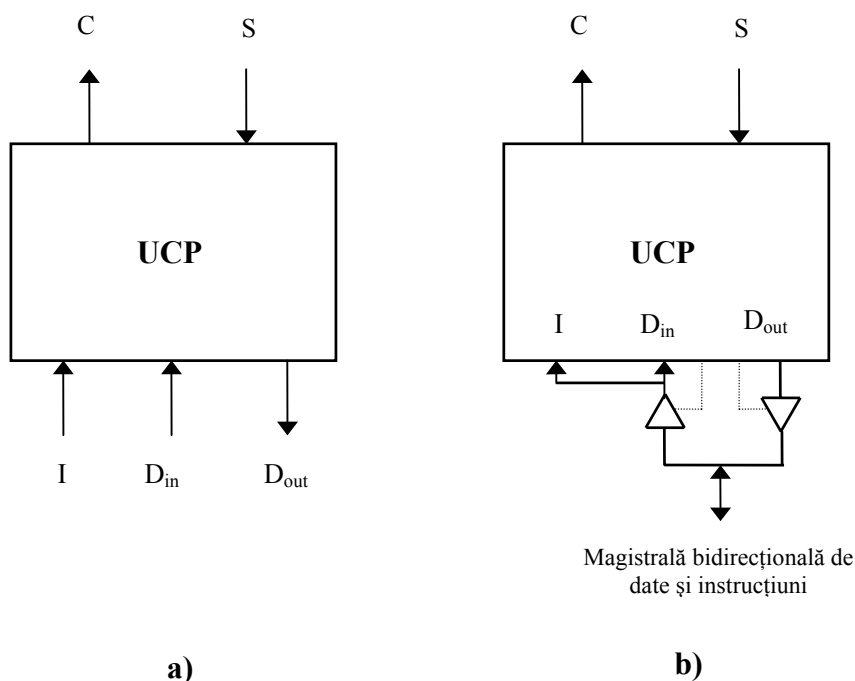 C S
UCP
I D_in D_out
a)
C S
UCP
I D_in D_out
Magistrală bidirecțională de
date și instrucțiuni
b)